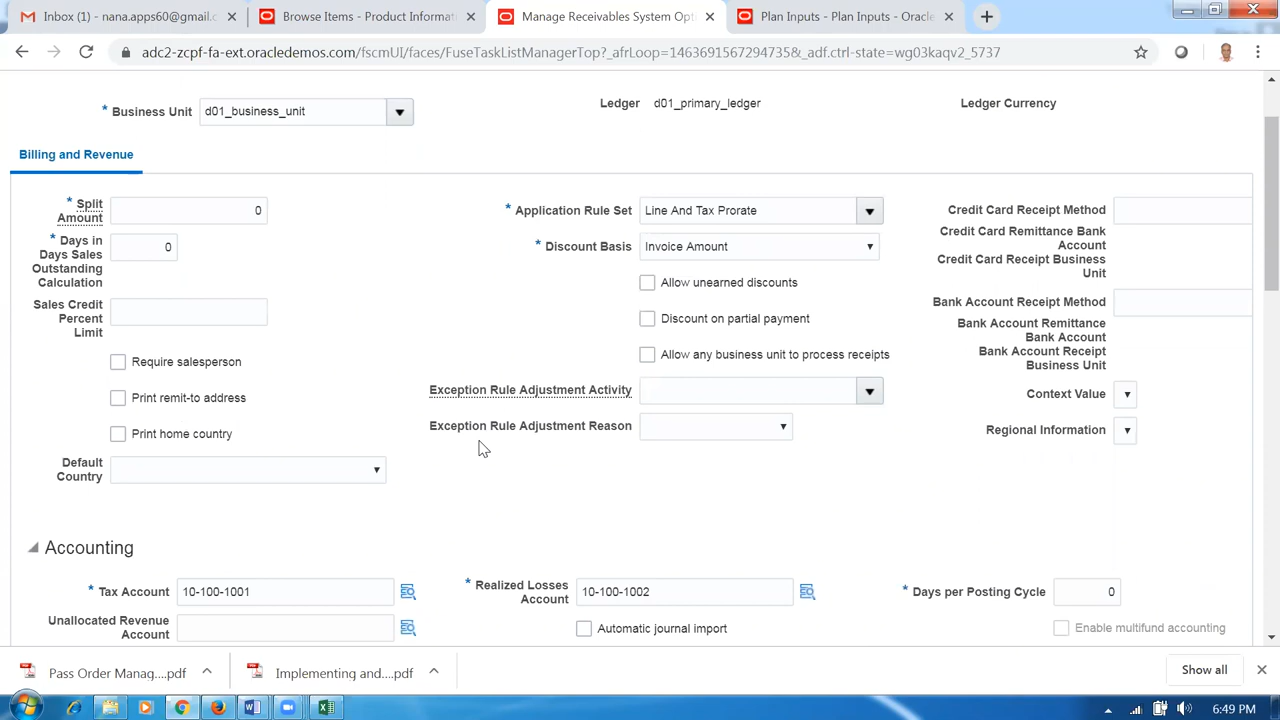 Inbox (1) - nana.apps60@gmail.
Browse Items - Product Informati
Manage Receivables System Opti
Plan Inputs - Plan Inputs - Oracl
adc2-zcpf-fa-ext.oracledemos.com/fscmUI/faces/FuseTaskListManagerTop?_afrLoop=1463691567294735&_adf.ctrl-state=wg03kaqv2_5737
* Business Unit d01_business_unit
Ledger d01_primary_ledger
Ledger Currency
Billing and Revenue
* Split Amount 0
* Days in Days Sales Outstanding Calculation 0
Sales Credit Percent Limit
Require salesperson
Print remit-to address
Print home country
Default Country
* Application Rule Set Line And Tax Prorate
* Discount Basis Invoice Amount
Allow unearned discounts
Discount on partial payment
Allow any business unit to process receipts
Exception Rule Adjustment Activity
Exception Rule Adjustment Reason
Credit Card Receipt Method
Credit Card Remittance Bank Account
Credit Card Receipt Business Unit
Bank Account Receipt Method
Bank Account Remittance Bank Account
Bank Account Receipt Business Unit
Context Value
Regional Information
Accounting
* Tax Account 10-100-1001
* Realized Losses Account 10-100-1002
* Days per Posting Cycle 0
Unallocated Revenue Account
Automatic journal import
Enable multifund accounting
Pass Order Manag....pdf
Implementing and....pdf
Show all
6:49 PM